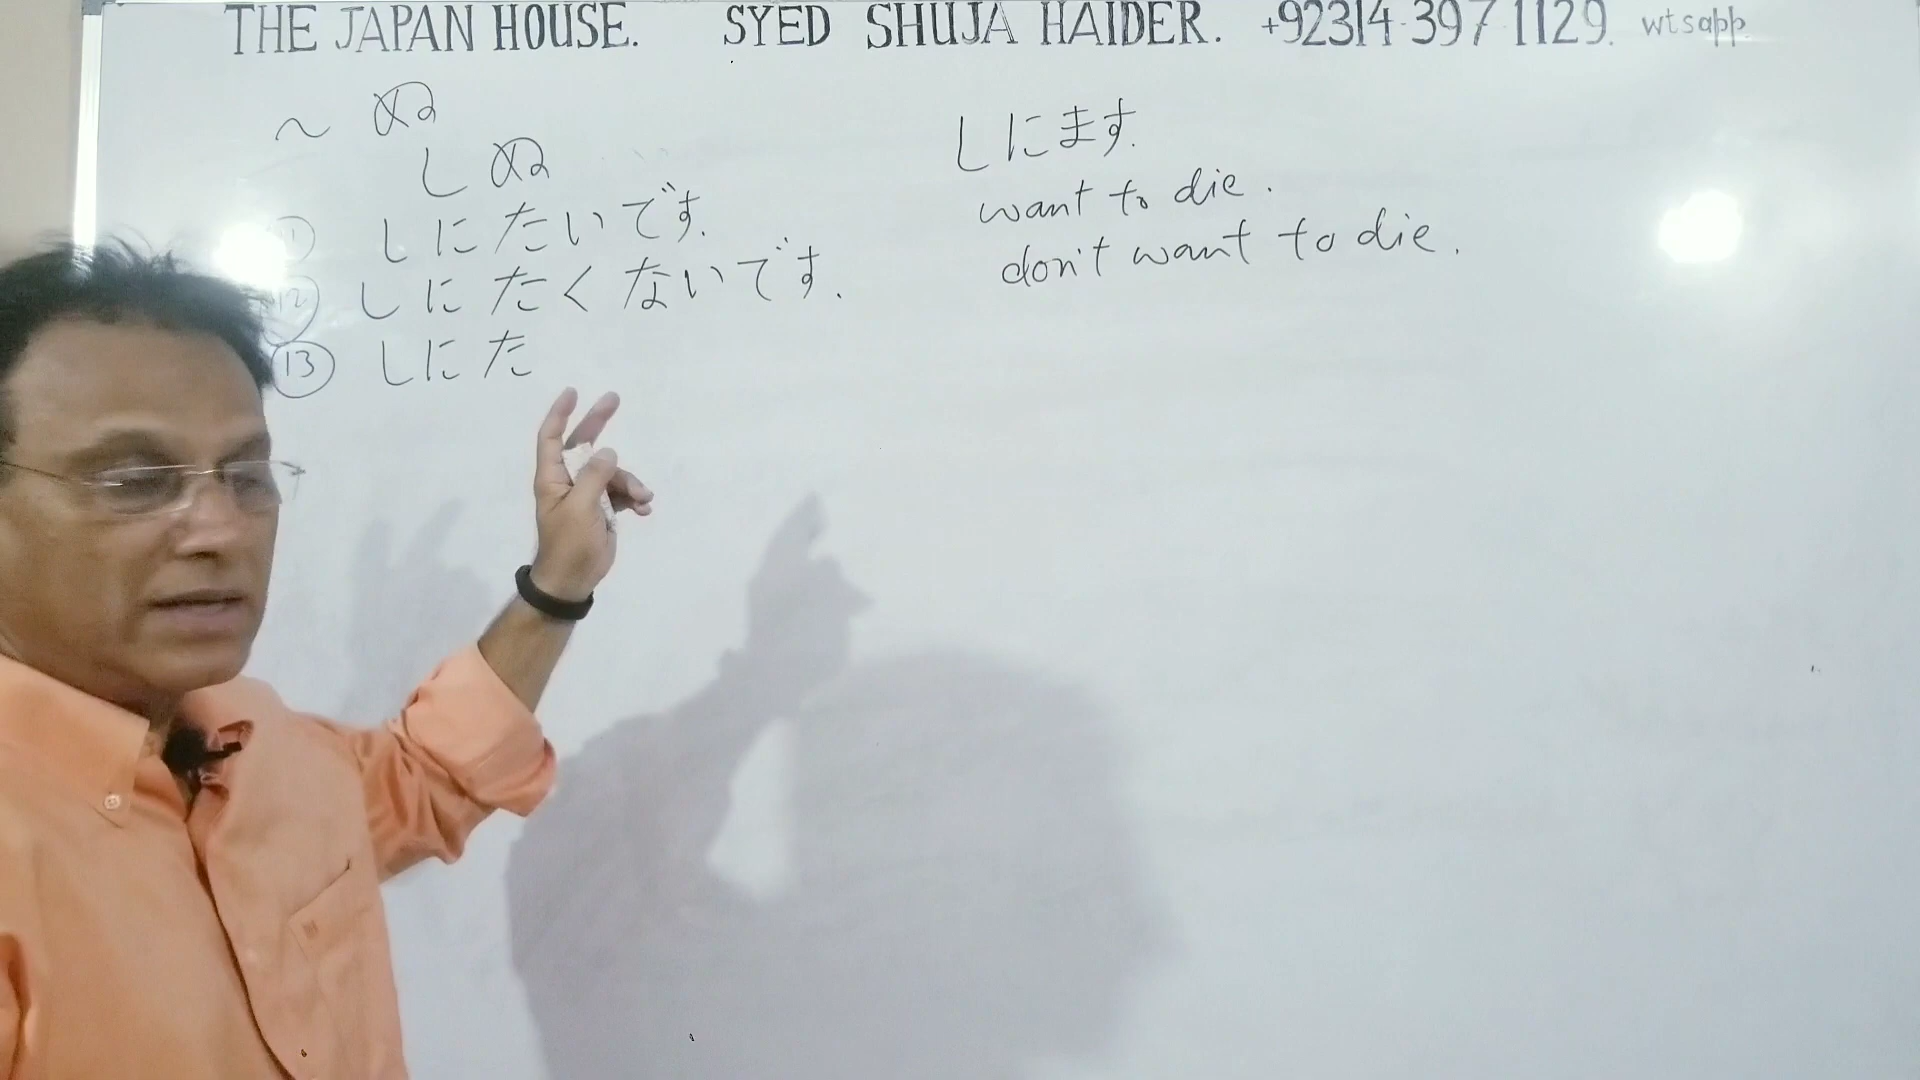 THE JAPAN HOUSE. SYED SHUJA HAIDER. +92314-397 1129. wtsapp
~ ぬ
しぬ
しにます.
11 しにたいです.
want to die.
12 しにたくないです.
don't want to die.
13 しにた